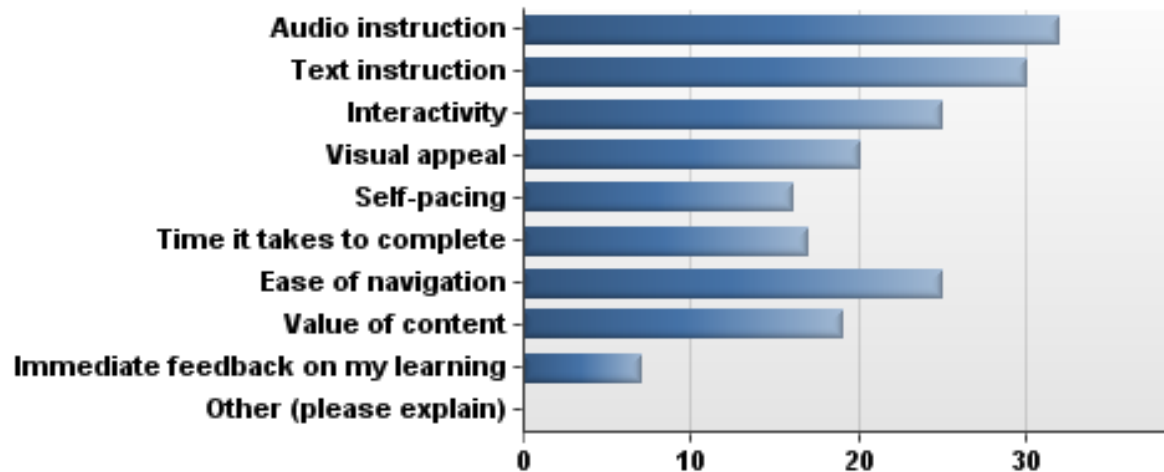 Audio instruction
Text instruction
Interactivity
Visual appeal
Self-pacing
Time it takes to complete
Ease of navigation
Value of content
Immediate feedback on my learning
Other (please explain)
0 10 20 30